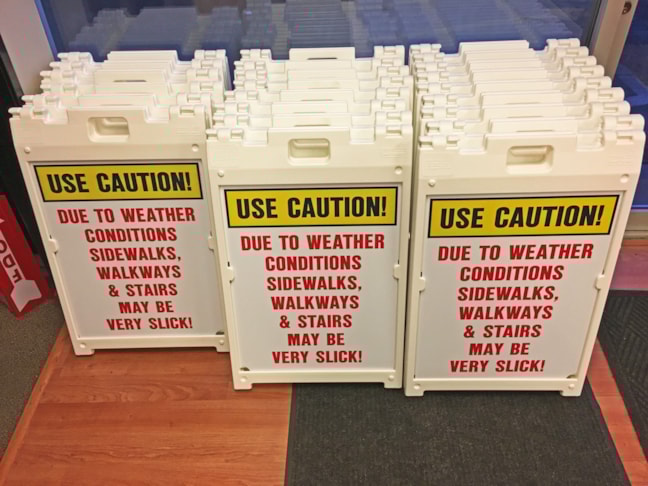 USE CAUTION!
DUE TO WEATHER
CONDITIONS
SIDEWALKS,
WALKWAYS
& STAIRS
MAY BE
VERY SLICK!
USE CAUTION!
DUE TO WEATHER
CONDITIONS
SIDEWALKS,
WALKWAYS
& STAIRS
MAY BE
VERY SLICK!
USE CAUTION!
DUE TO WEATHER
CONDITIONS
SIDEWALKS,
WALKWAYS
& STAIRS
MAY BE
VERY SLICK!